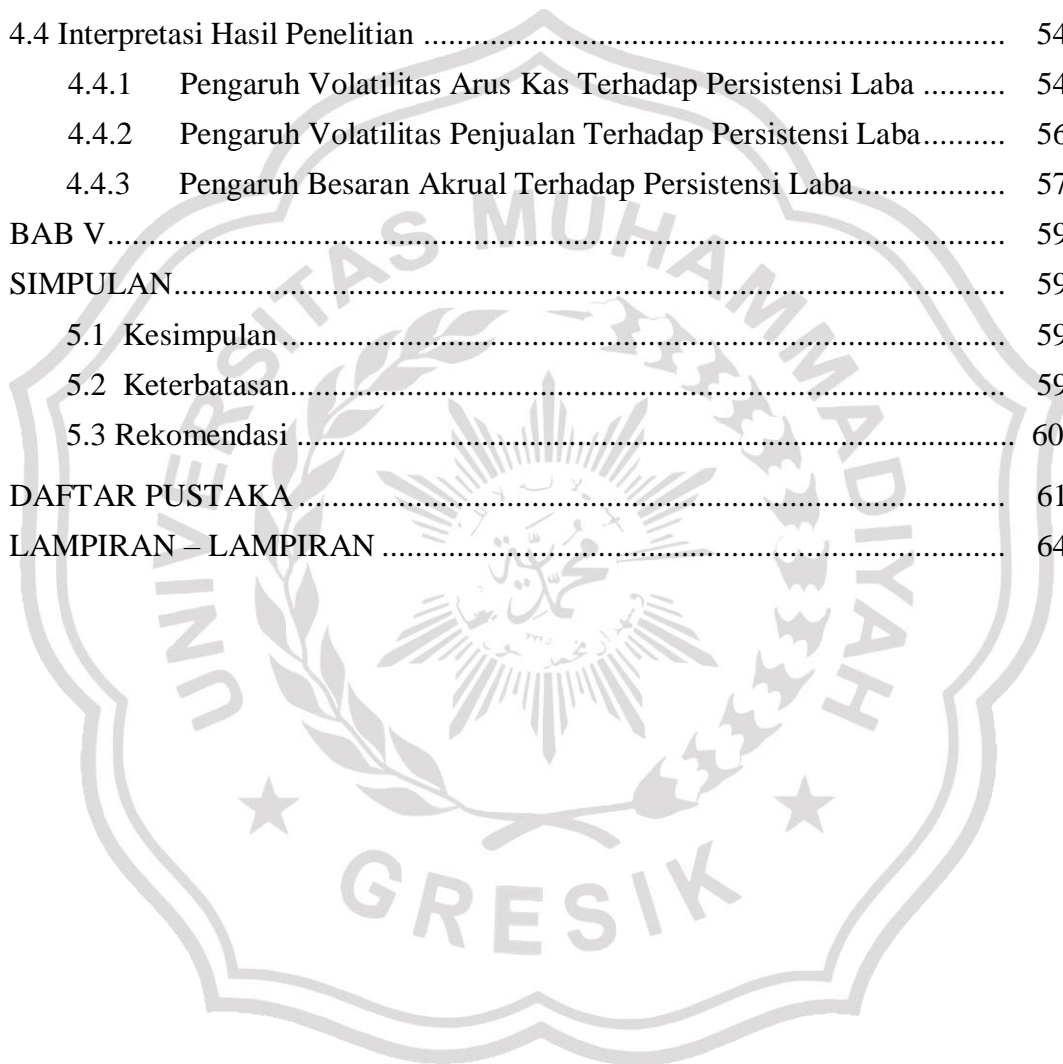 4.4 Interpretasi Hasil Penelitian ........................................................................ 54
4.4.1 Pengaruh Volatilitas Arus Kas Terhadap Persistensi Laba .......... 54
4.4.2 Pengaruh Volatilitas Penjualan Terhadap Persistensi Laba.......... 56
4.4.3 Pengaruh Besaran Akrual Terhadap Persistensi Laba.................. 57
BAB V............................................................................................................. 59
SIMPULAN..................................................................................................... 59
5.1 Kesimpulan........................................................................................ 59
5.2 Keterbatasan....................................................................................... 59
5.3 Rekomendasi ....................................................................................... 60
DAFTAR PUSTAKA ...................................................................................... 61
LAMPIRAN – LAMPIRAN ............................................................................ 64
UNIVERSITAS MUHAMMADIYAH
GRESIK